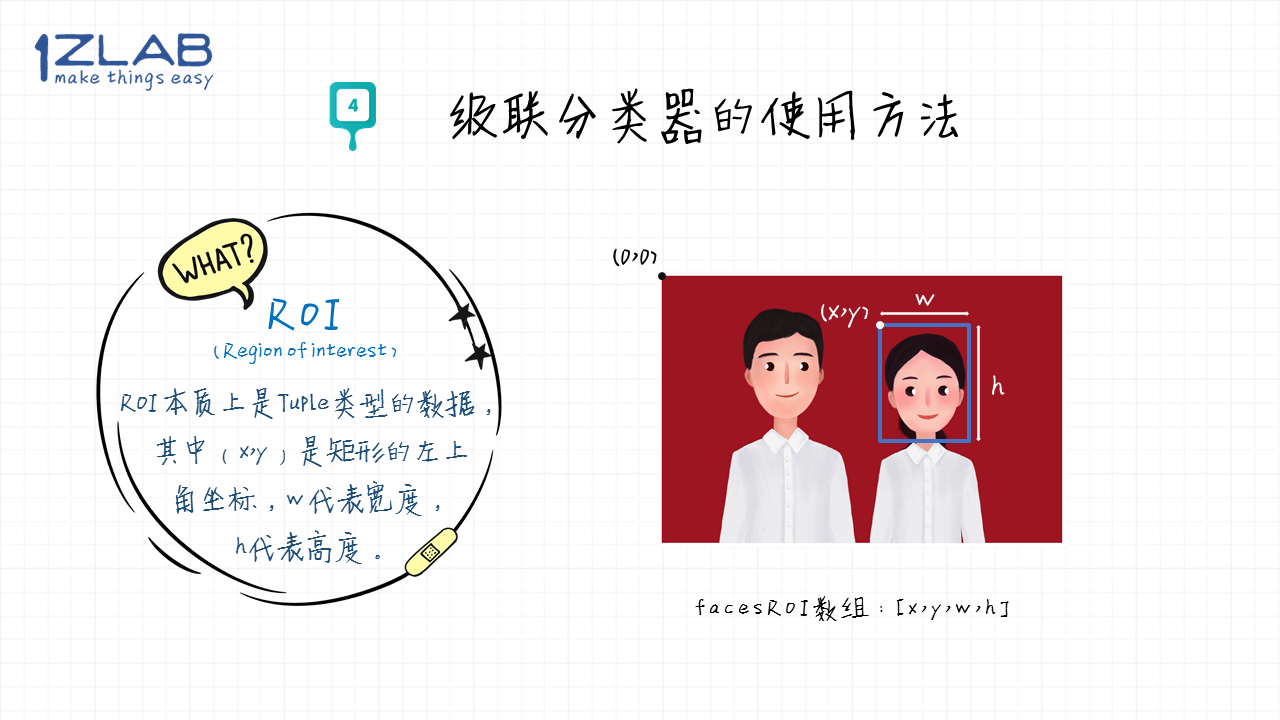 1ZLAB
make things easy
4
级联分类器的使用方法
WHAT?
ROI
(Region of interest)
ROI本质上是Tuple类型的数据，
其中（x,y）是矩形的左上
角坐标，w代表宽度，
h代表高度。
(0,0)
(x,y)
w
h
facesROI数组：[x,y,w,h]